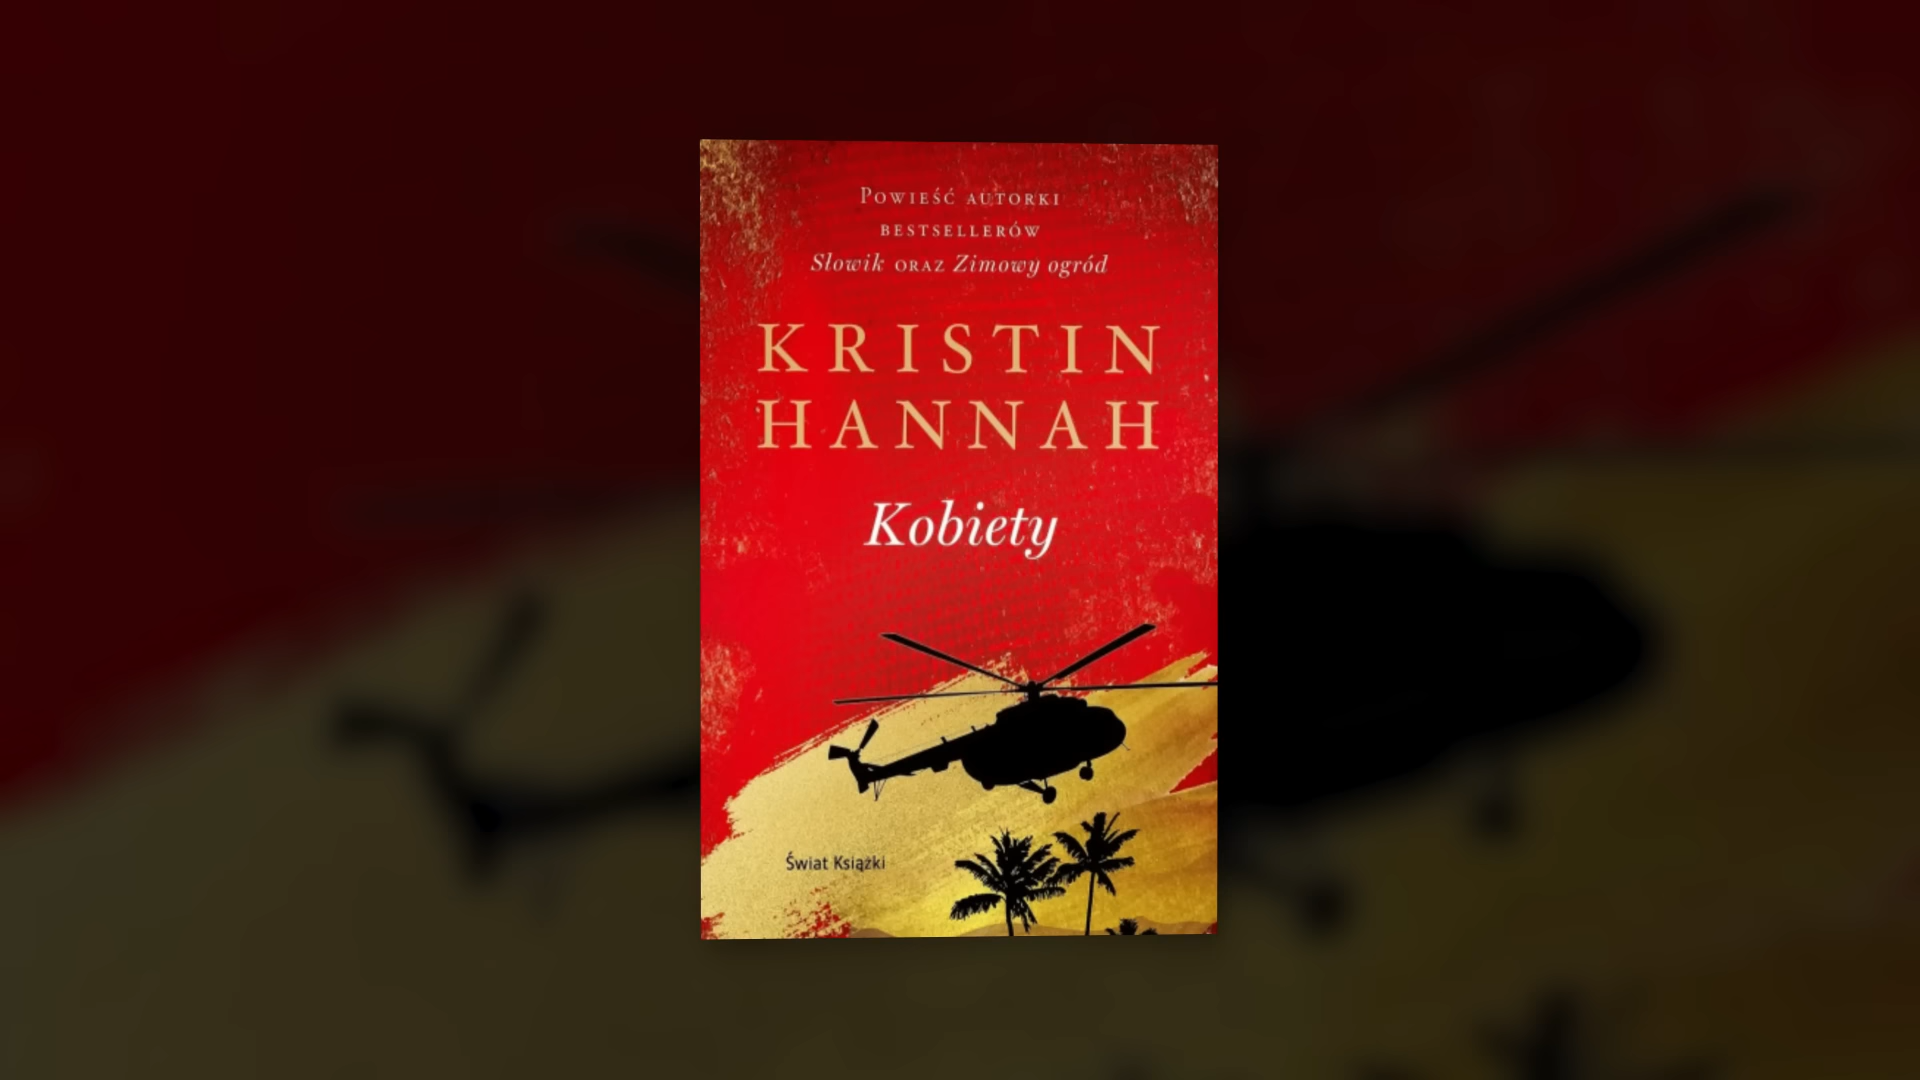 Powieść autorki
bestsellerów
Słowik oraz Zimowy ogród
KRISTIN
HANNAH
Kobiety
Świat Książki